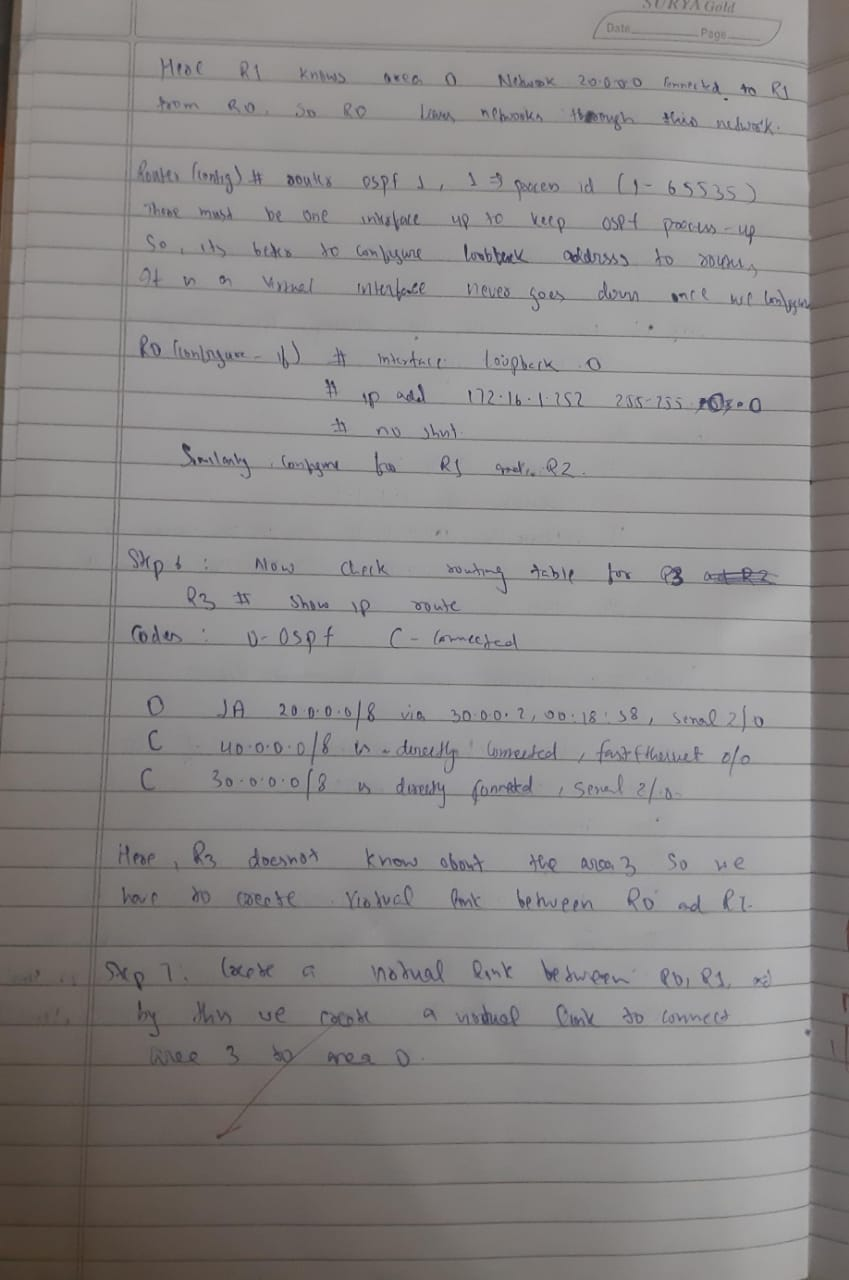 SURYA Gold
Date Page
Here R1 knows area 0 Network 20.0.0.0 connected to R1
from R0. So R0 learn networks through this network.
Router (config) # router ospf 1, 1 => process id (1-65535)
There must be one interface up to keep ospf process-up
So, its better to configure loopback address to router,
It is a virtual interface never goes down once we configure
R0 (configure-if) # interface loopback 0
# ip add 172.16.1.252 255.255.0.0
# no shut.
Similarly, configure for R1 and R2.
Step 6: Now check routing table for R3
R3 # show ip route
Codes: O-OSPf C-Connected
O IA 20.0.0.0/8 via 30.0.0.2, 00:18:58, serial 2/0
C 40.0.0.0/8 is directly connected, fastEthernet 0/0
C 30.0.0.0/8 is directly connected, serial 2/0.
Here, R3 doesnot know about the area 3 so we
have to create virtual link between R0 ad R1.
Step 7. Create a virtual link between R0, R1, and
by this we create a virtual link to connect
area 3 to area 0.